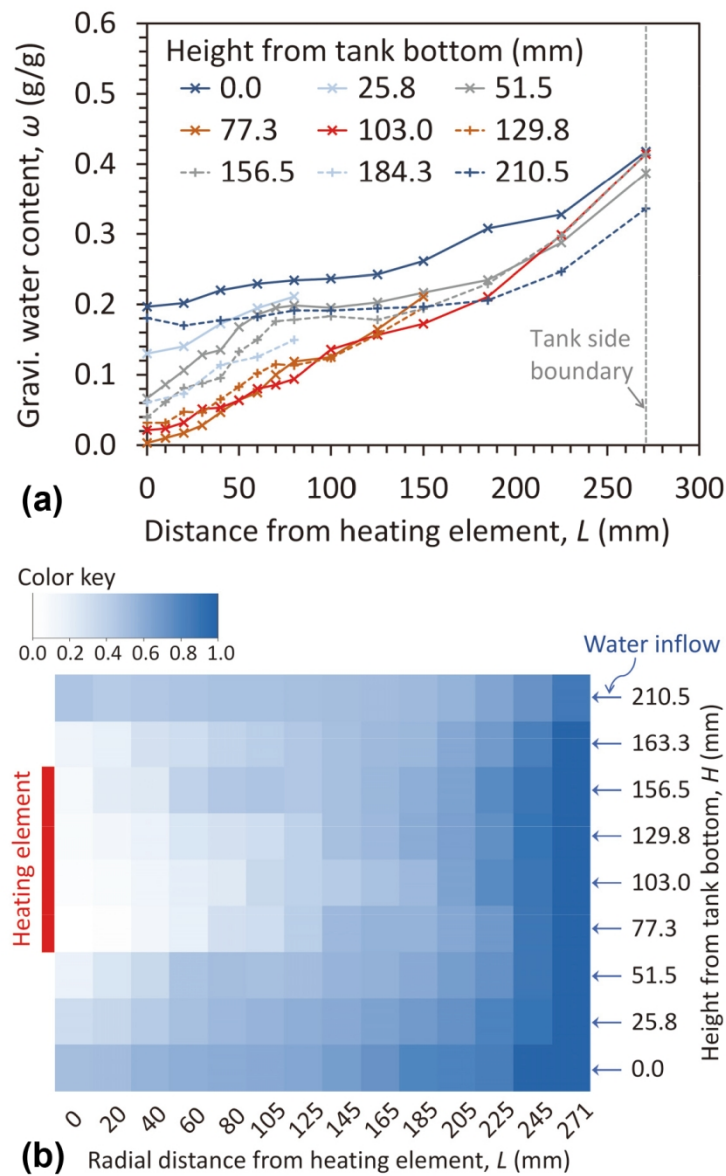 0.6
0.5
0.4
0.3
0.2
0.1
0.0
Gravi. water content, ω (g/g)
Height from tank bottom (mm)
0.0 25.8 51.5
77.3 103.0 129.8
156.5 184.3 210.5
Tank side
boundary
0 50 100 150 200 250 300
(a)
Distance from heating element, L (mm)
Color key
0.0 0.2 0.4 0.6 0.8 1.0
Water inflow
Heating element
210.5
163.3
156.5
129.8
103.0
77.3
51.5
25.8
0.0
Height from tank bottom, H (mm)
0 20 40 60 80 105 125 145 165 185 205 225 245 271
(b) Radial distance from heating element, L (mm)